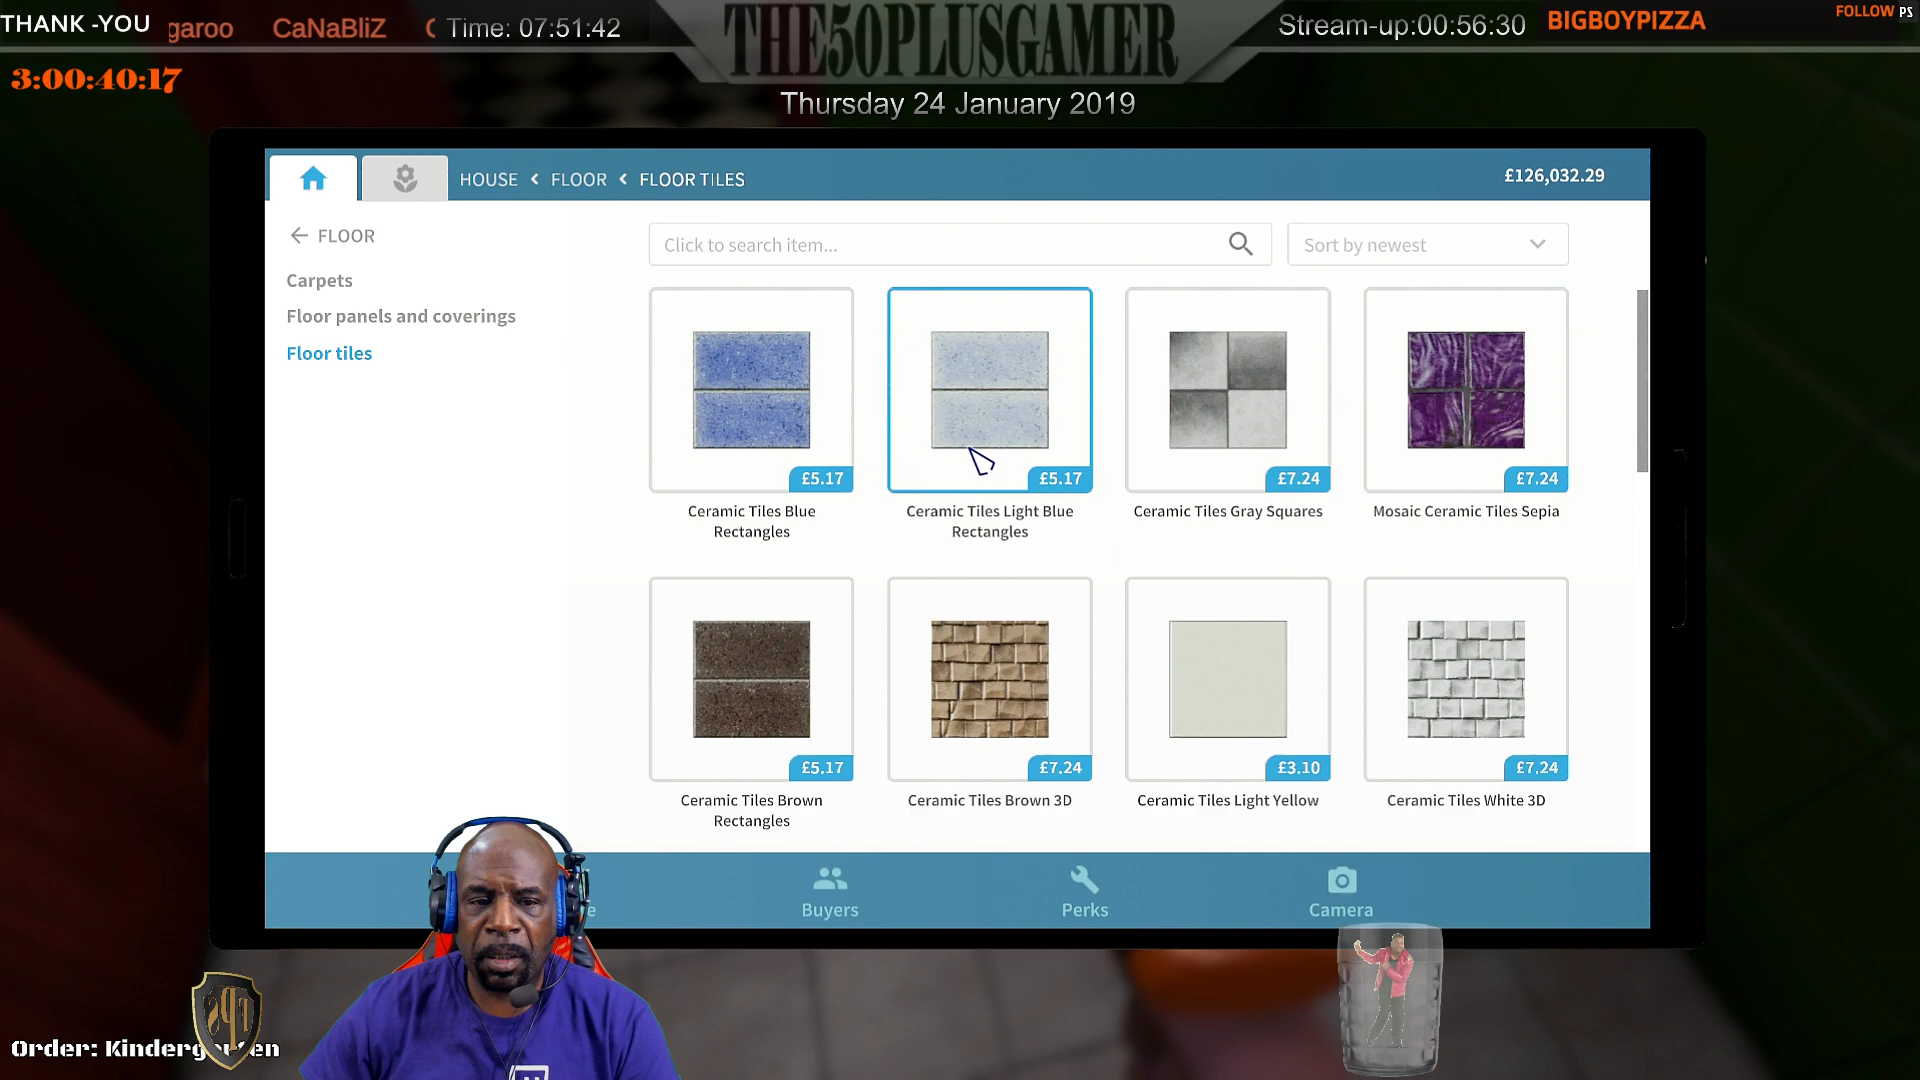 THANK -YOU garoo CaNaBliZ Time: 07:51:42 THE50PLUSGAMER Stream-up:00:56:30 BIGBOYPIZZA FOLLOW PS
3:00:40:17
Thursday 24 January 2019
HOUSE FLOOR FLOOR TILES £126,032.29
FLOOR
Click to search item... Sort by newest
Carpets
Floor panels and coverings
Floor tiles
£5.17 £5.17 £7.24 £7.24
Ceramic Tiles Blue Rectangles
Ceramic Tiles Light Blue Rectangles
Ceramic Tiles Gray Squares
Mosaic Ceramic Tiles Sepia
£5.17 £7.24 £3.10 £7.24
Ceramic Tiles Brown Rectangles
Ceramic Tiles Brown 3D
Ceramic Tiles Light Yellow
Ceramic Tiles White 3D
Buyers Perks Camera